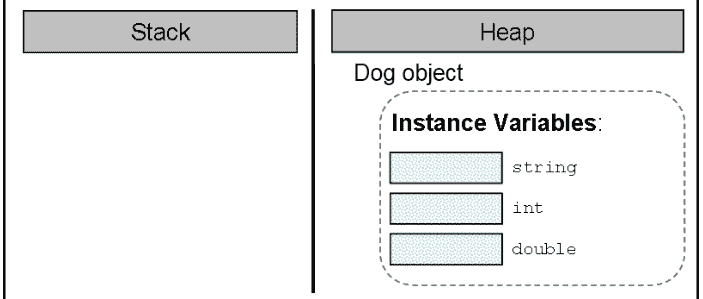 Stack
Heap
Dog object
Instance Variables:
string
int
double